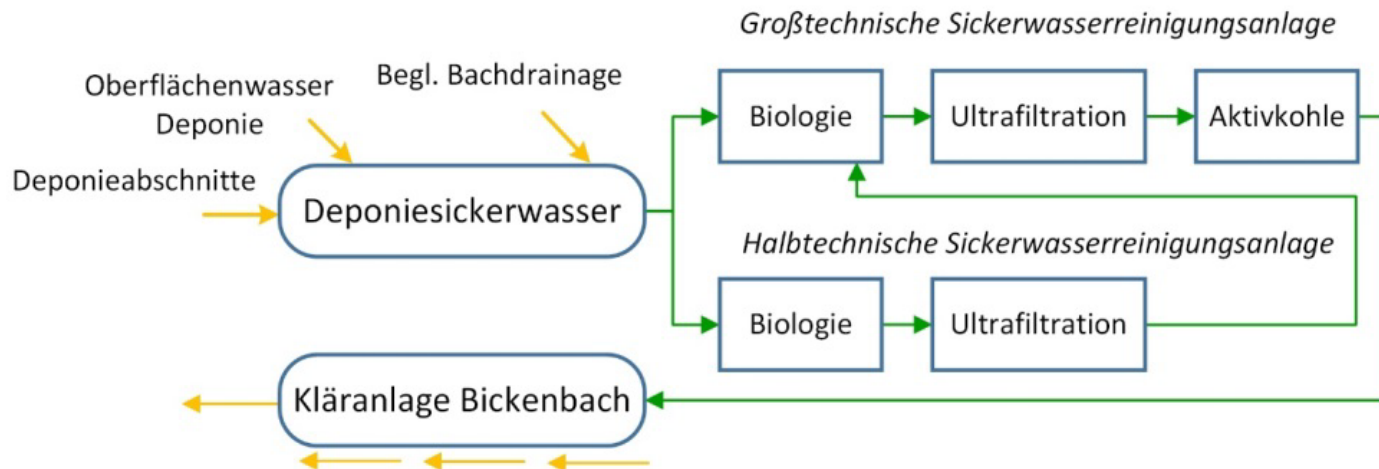 Großtechnische Sickerwasserreinigungsanlage
Oberflächenwasser
Deponie
Begl. Bachdrainage
Deponieabschnitte
Deponiesickerwasser
Biologie
Ultrafiltration
Aktivkohle
Halbtechnische Sickerwasserreinigungsanlage
Biologie
Ultrafiltration
Kläranlage Bickenbach